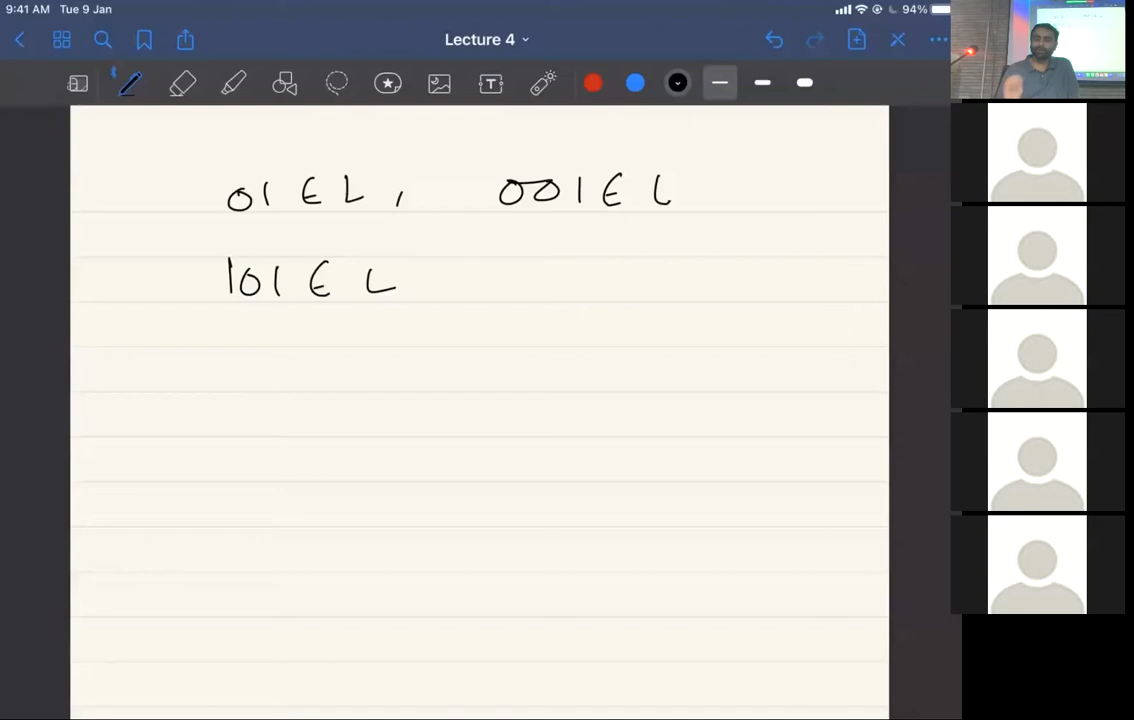 9:41 AM Tue 9 Jan 94%
Lecture 4
T
01 ∈ L, 001 ∈ L
101 ∈ L